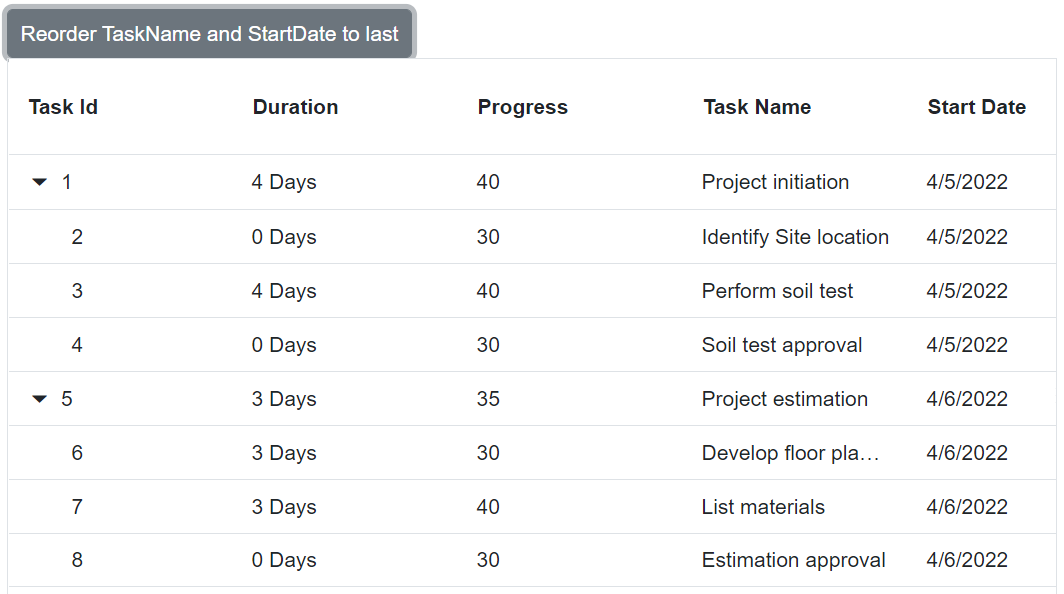 Reorder TaskName and StartDate to last
Task Id Duration Progress Task Name Start Date
1 4 Days 40 Project initiation 4/5/2022
2 0 Days 30 Identify Site location 4/5/2022
3 4 Days 40 Perform soil test 4/5/2022
4 0 Days 30 Soil test approval 4/5/2022
5 3 Days 35 Project estimation 4/6/2022
6 3 Days 30 Develop floor pla… 4/6/2022
7 3 Days 40 List materials 4/6/2022
8 0 Days 30 Estimation approval 4/6/2022